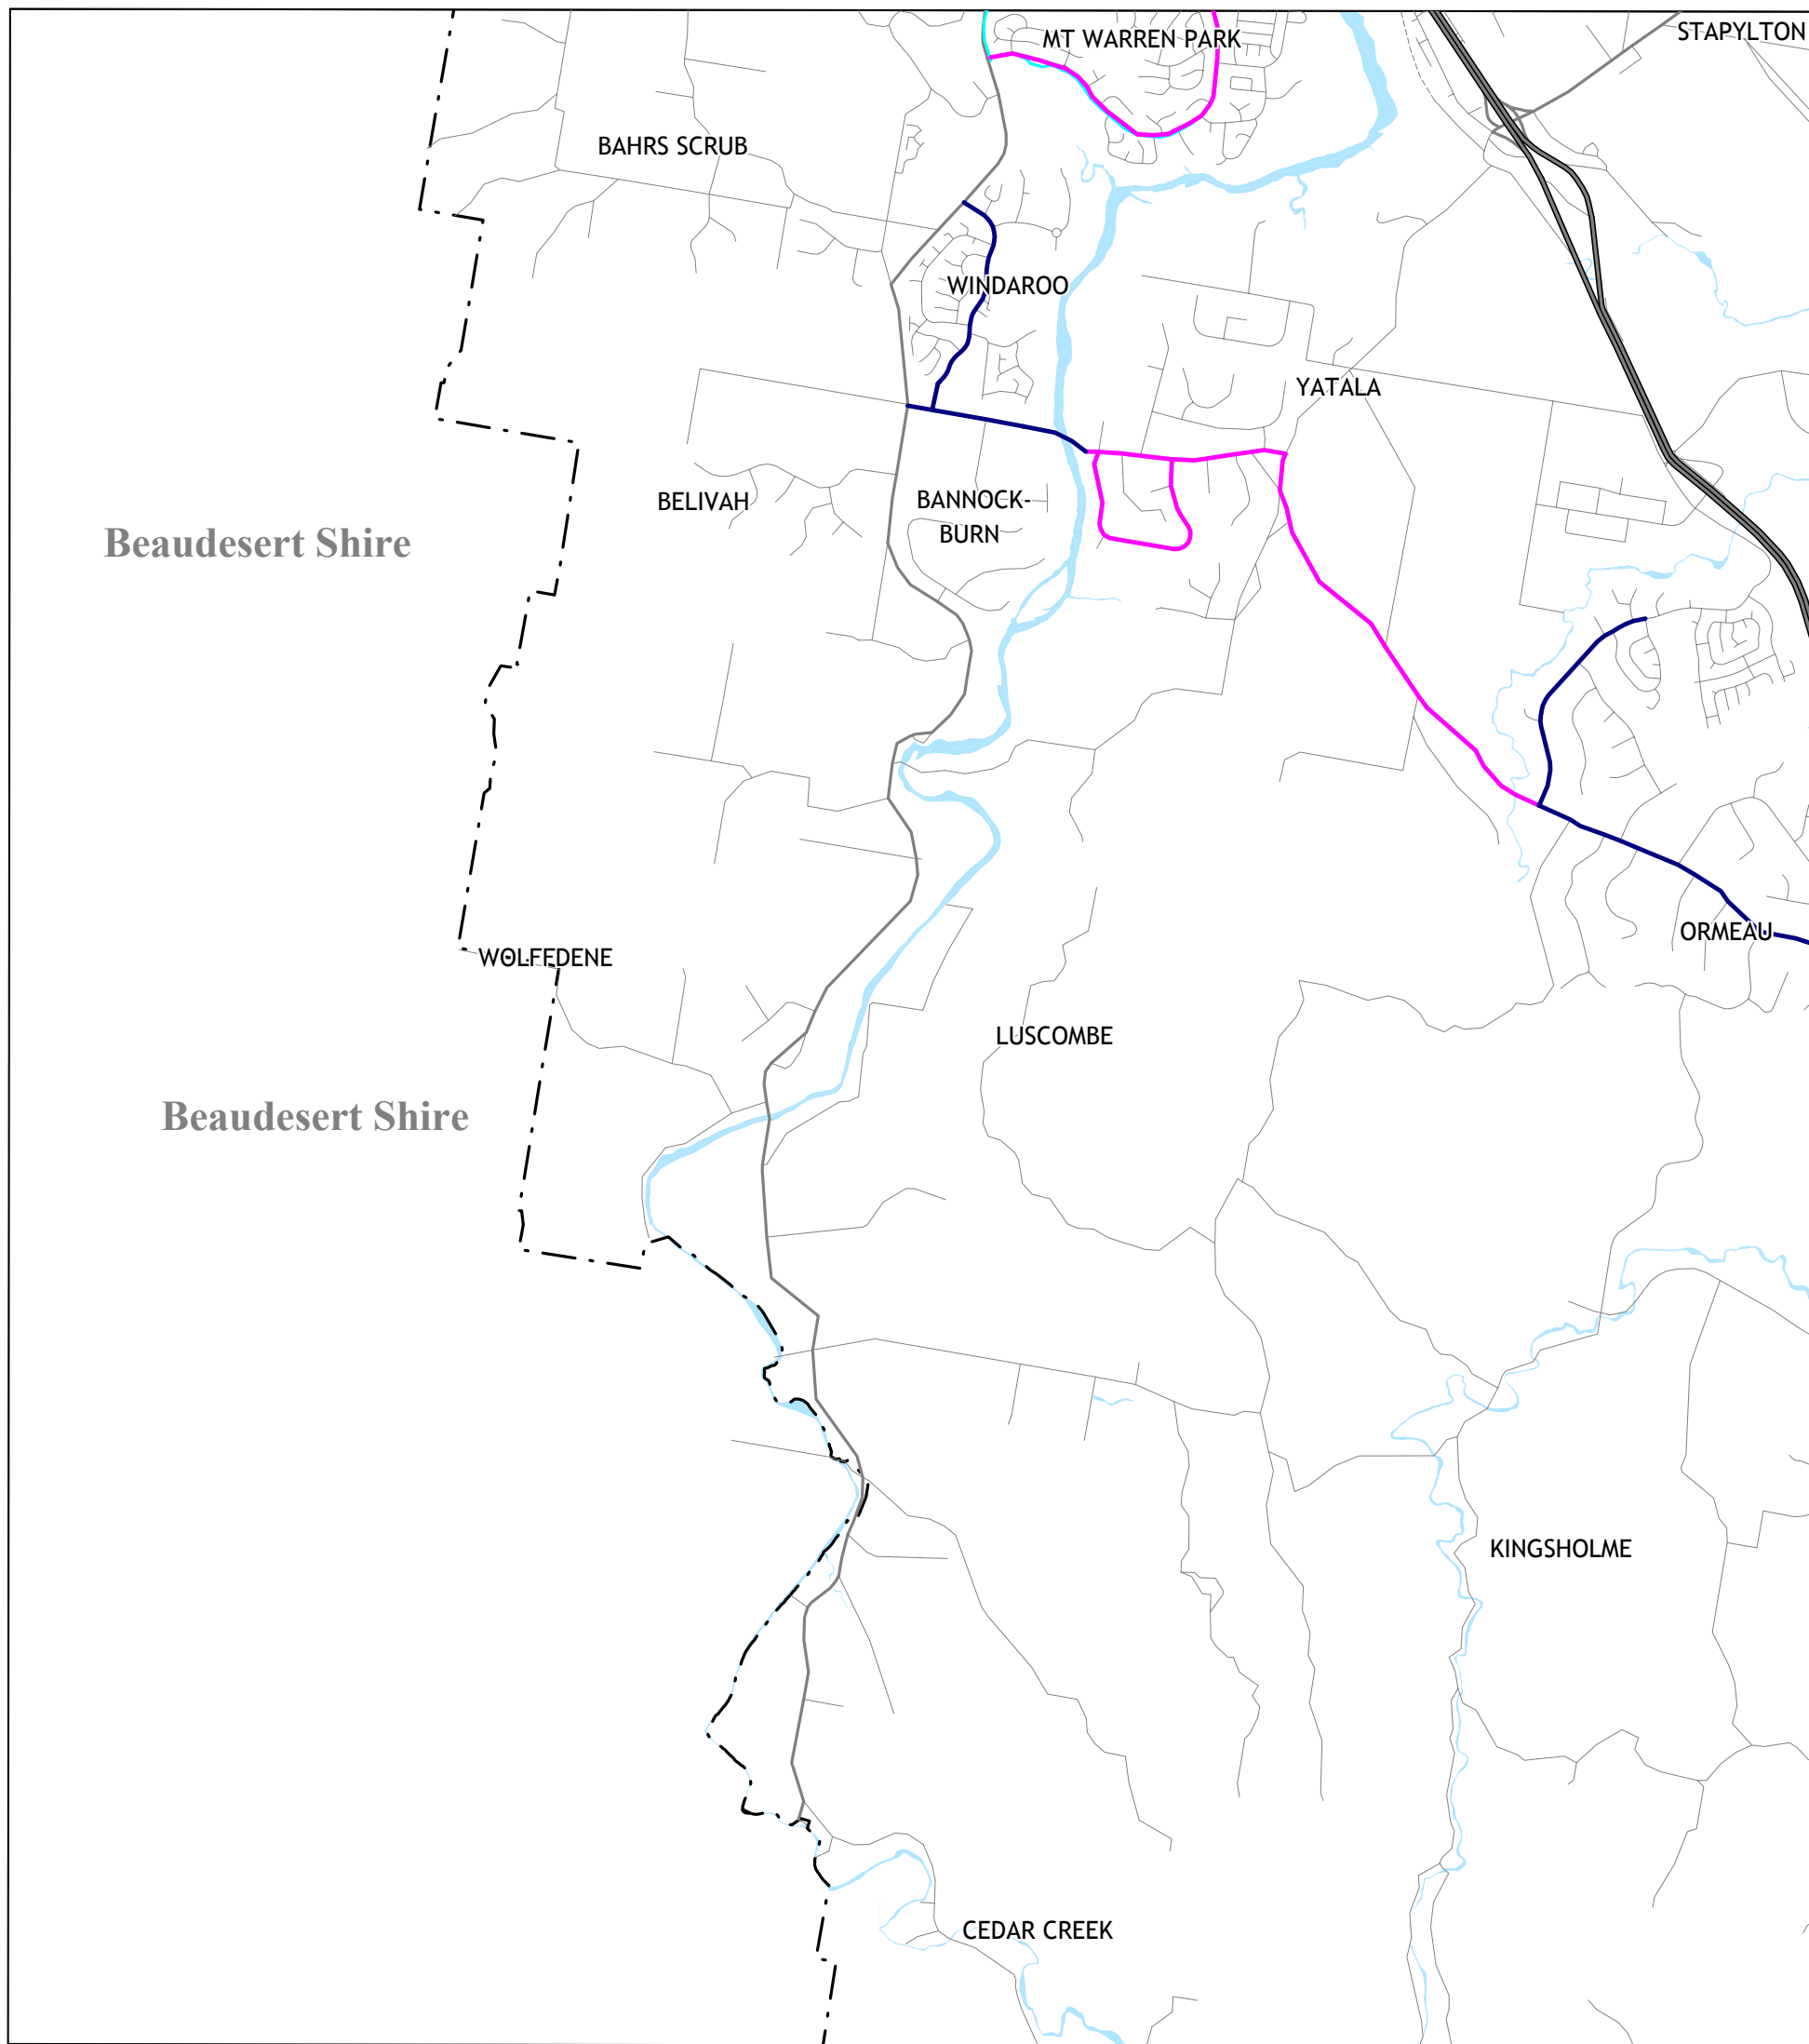 STAPYLTON
MT WARREN PARK
BAHRS SCRUB
WINDAROO
YATALA
BELIVAH
BANNOCK-
BURN
Beaudesert Shire
ORMEAU
WOLFFDENE
LUSCOMBE
Beaudesert Shire
KINGSHOLME
CEDAR CREEK